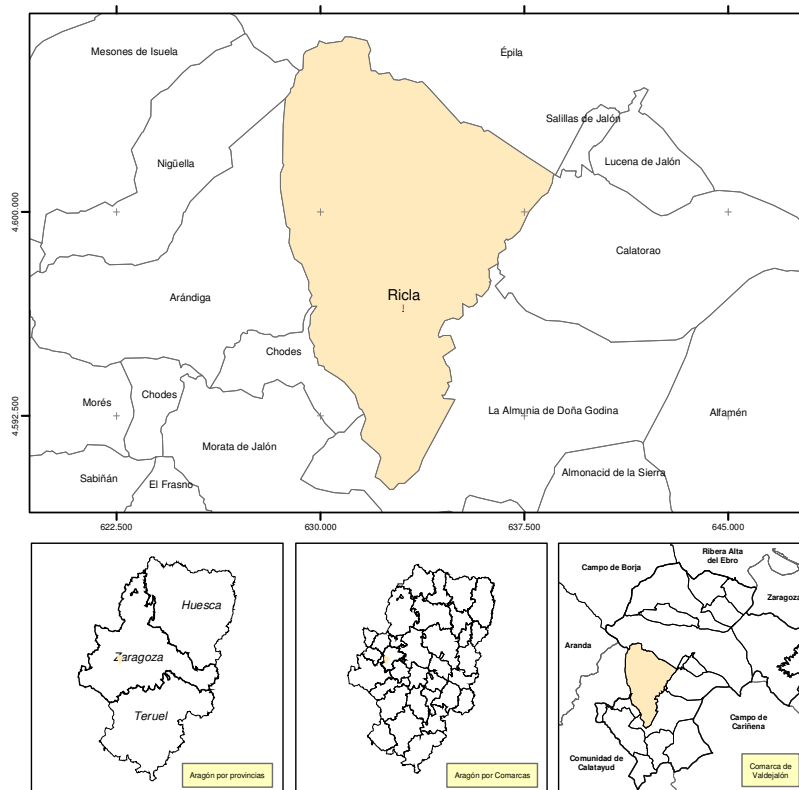 Mesones de Isuela
Épila
Salillas de Jalón
Nigüella
Lucena de Jalón
4.600.000
Calatorao
Arándiga
Ricla
Chodes
Morés
Chodes
La Almunia de Doña Godina
Alfamén
4.592.500
Morata de Jalón
Sabiñán
El Frasno
Almonacid de la Sierra
622.500
630.000
637.500
645.000
Huesca
Zaragoza
Teruel
Aragón por provincias
Aragón por Comarcas
Ribera Alta
del Ebro
Campo de Borja
Zaragoza
Aranda
Campo de
Cariñena
Comunidad de
Calatayud
Comarca de
Valdejalón